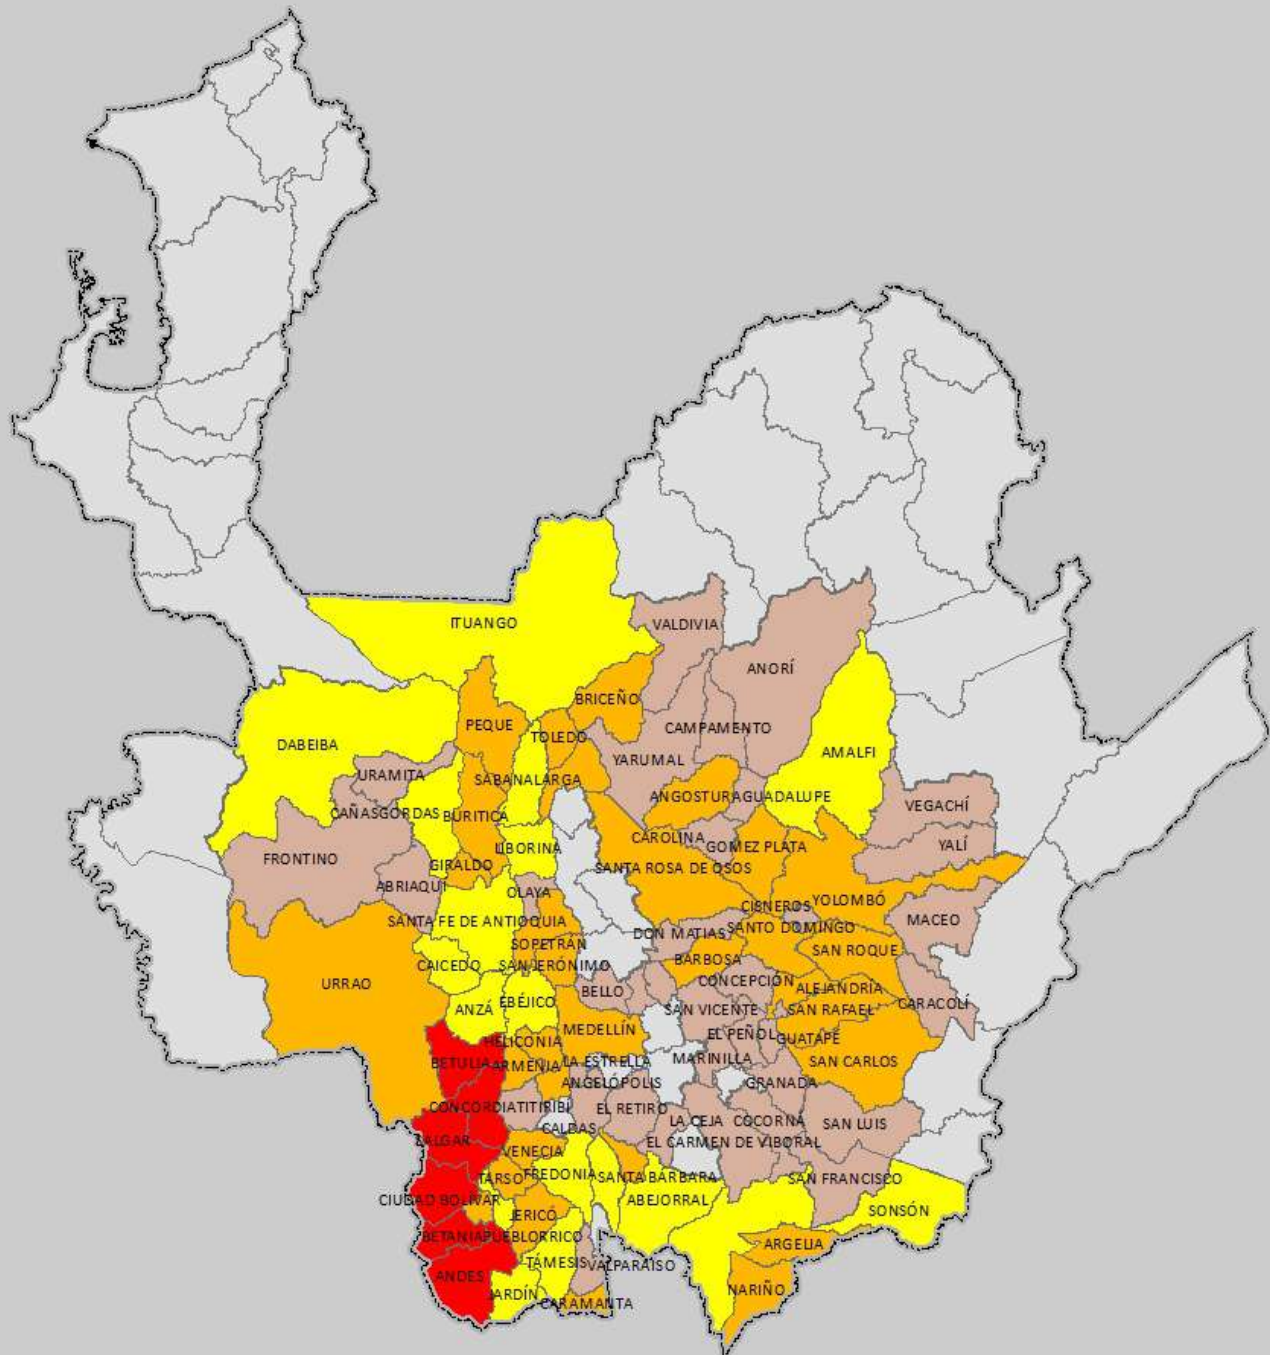 ITUANGO
VALDIVIA
ANORÍ
BRICEÑO
PEQUE
CAMPAMENTO
TOLEDO
DABEIBA
AMALFI
YARUMAL
URAMITA
SABANALARGA
ANGOSTURA
GUADALUPE
VEGACHÍ
CAÑASGORDAS
BURITICÁ
CAROLINA
GOMEZ PLATA
YALÍ
LIBORINA
FRONTINO
GIRALDO
SANTA ROSA DE OSOS
ABRIAQUI
OLAYA
CISNEROS
YOLOMBÓ
SANTA FE DE ANTIOQUIA
MACEO
DON MATIAS
SANTO DOMINGO
SOPETRÁN
SAN ROQUE
CAICEDO
SAN JERÓNIMO
BARBOSA
URRAO
BELLO
CONCEPCIÓN
ALEJANDRÍA
ANZÁ
EBÉJICO
SAN VICENTE
SAN RAFAEL
CARACOLÍ
MEDELLÍN
EL PEÑOL
GUATAPÉ
HELICONIA
BETULIA
ARMENIA
LA ESTRELLA
MARINILLA
SAN CARLOS
ANGELÓPOLIS
GRANADA
CONCORDIA
TITIRIBÍ
EL RETIRO
LA CEJA
COCORNÁ
SAN LUIS
CALDAS
SALGAR
EL CARMEN DE VIBORAL
VENECIA
TARSO
FREDONIA
SANTA BÁRBARA
SAN FRANCISCO
CIUDAD BOLÍVAR
ABEJORRAL
SONSÓN
JERICÓ
BETANIA
PUEBLORRICO
ARGELIA
TÁMESIS
VALPARAISO
ANDES
JARDÍN
CARAMANTA
NARIÑO